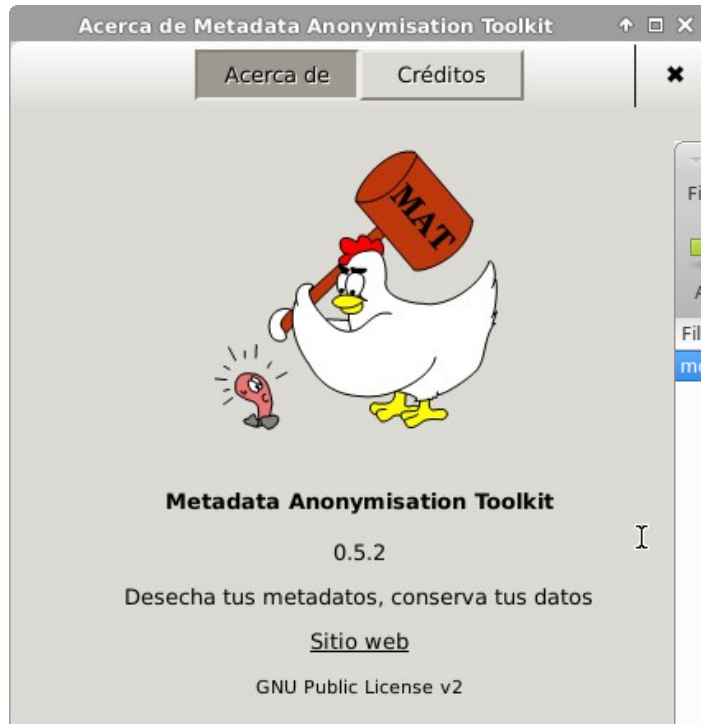 Acerca de Metadata Anonymisation Toolkit
Acerca de
Créditos
MAT
Metadata Anonymisation Toolkit
0.5.2
Desecha tus metadatos, conserva tus datos
Sitio web
GNU Public License v2